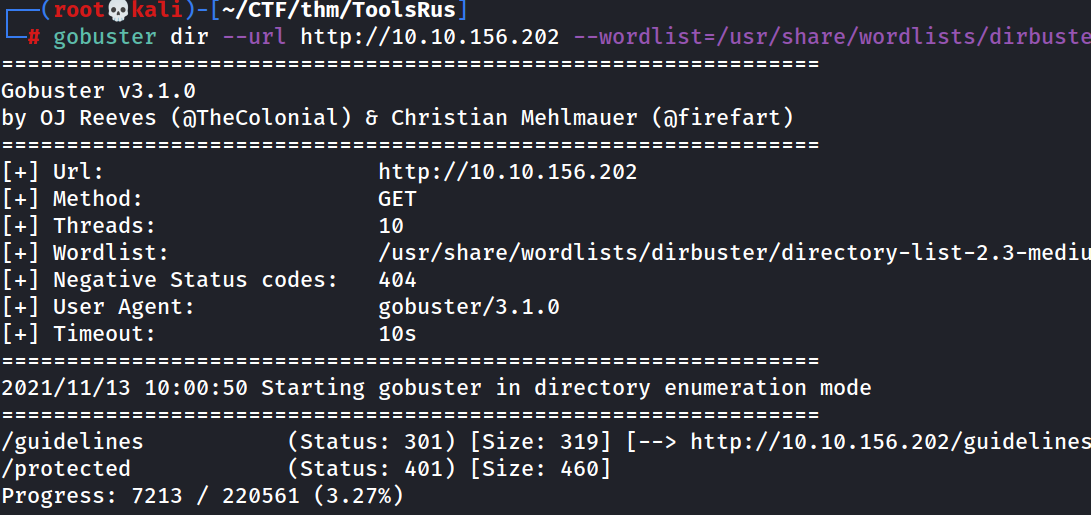 ┌──(root💀kali)-[~/CTF/thm/ToolsRus]
└─# gobuster dir --url http://10.10.156.202 --wordlist=/usr/share/wordlists/dirbuste
===============================================================
Gobuster v3.1.0
by OJ Reeves (@TheColonial) & Christian Mehlmauer (@firefart)
===============================================================
[+] Url:                     http://10.10.156.202
[+] Method:                  GET
[+] Threads:                 10
[+] Wordlist:                /usr/share/wordlists/dirbuster/directory-list-2.3-mediu
[+] Negative Status codes:   404
[+] User Agent:              gobuster/3.1.0
[+] Timeout:                 10s
===============================================================
2021/11/13 10:00:50 Starting gobuster in directory enumeration mode
===============================================================
/guidelines           (Status: 301) [Size: 319] [--> http://10.10.156.202/guidelines
/protected            (Status: 401) [Size: 460]
Progress: 7213 / 220561 (3.27%)